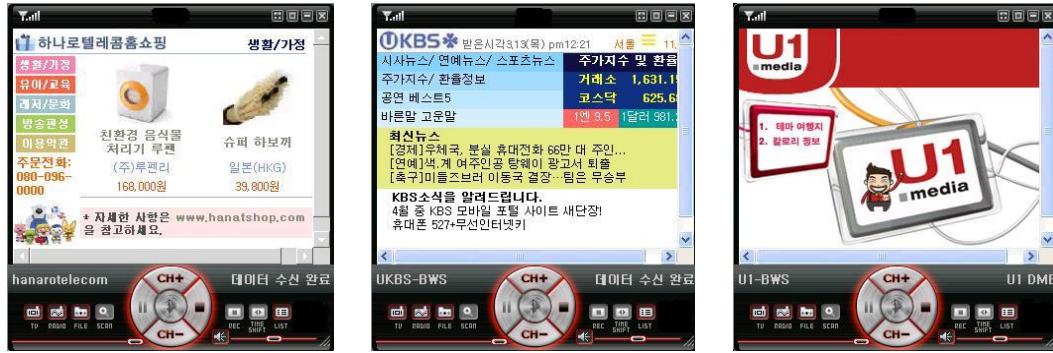 하나로텔레콤홈쇼핑 생활/가정
생활/가정
유아/교육
레저/문화
방송편성
이용약관
주문전화:
080-096-
0000
친환경 음식물
처리기 루펜
(주)루펜리
168,000원
슈퍼 하보끼
일본(HKG)
39,800원
* 자세한 사항은 www.hanatshop.com
을 참고하세요.
hanarotelecom 데이터 수신 완료
CH+
TV RADIO FILE SCAN
REC TIME SHIFT LIST
CH-
UKBS 받은시각3,13(목) pm12:21 서울 11,
시사뉴스/ 연예뉴스/ 스포츠뉴스
주가지수/ 환율정보
공연 베스트5
바른말 고운말
주가지수 및 환율
거래소 1,631.1
코스닥 625.6
1엔 9.5 1달러 981.
최신뉴스
[경제]우체국, 분실 휴대전화 66만 대 주인...
[연예]색.계 여주인공 탕웨이 광고서 퇴출
[축구]미들즈브러 이동국 결장…팀은 무승부
KBS소식을 알려드립니다.
4월 중 KBS 모바일 포털 사이트 새단장!
휴대폰 527+무선인터넷키
UKBS-BWS 데이터 수신 완료
CH+
TV RADIO FILE SCAN
REC TIME SHIFT LIST
CH-
U1
media
1. 테마 여행지
2. 칼로리 정보
U1
media
U1-BWS U1 DMB
CH+
TV RADIO FILE SCAN
REC TIME SHIFT LIST
CH-